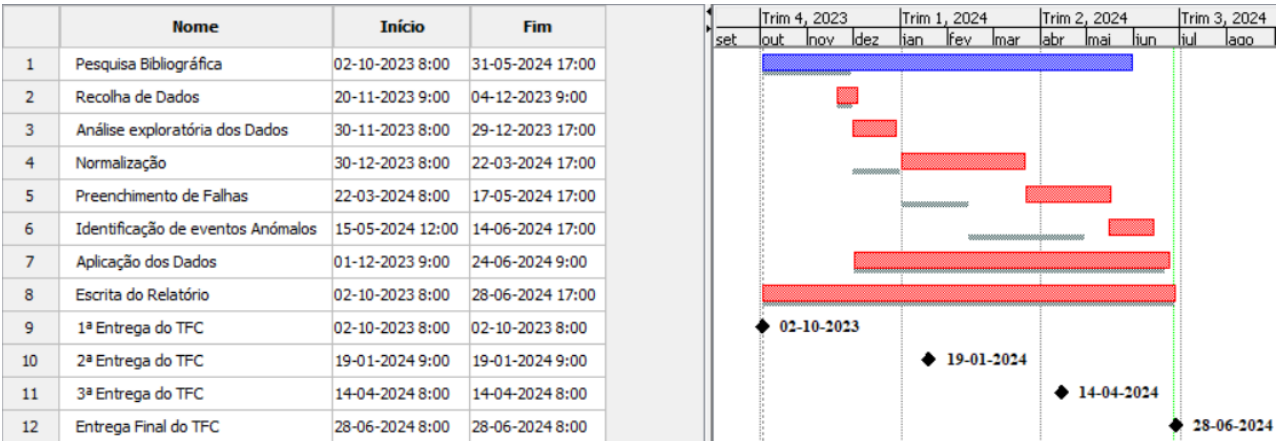 Nome Início Fim
Trim 4, 2023 Trim 1, 2024 Trim 2, 2024 Trim 3, 2024
set out nov dez jan fev mar abr mai jun jul ago
1 Pesquisa Bibliográfica 02-10-2023 8:00 31-05-2024 17:00
2 Recolha de Dados 20-11-2023 9:00 04-12-2023 9:00
3 Análise exploratória dos Dados 30-11-2023 8:00 29-12-2023 17:00
4 Normalização 30-12-2023 8:00 22-03-2024 17:00
5 Preenchimento de Falhas 22-03-2024 8:00 17-05-2024 17:00
6 Identificação de eventos Anómalos 15-05-2024 12:00 14-06-2024 17:00
7 Aplicação dos Dados 01-12-2023 9:00 24-06-2024 9:00
8 Escrita do Relatório 02-10-2023 8:00 28-06-2024 17:00
9 1ª Entrega do TFC 02-10-2023 8:00 02-10-2023 8:00 02-10-2023
10 2ª Entrega do TFC 19-01-2024 9:00 19-01-2024 9:00 19-01-2024
11 3ª Entrega do TFC 14-04-2024 8:00 14-04-2024 8:00 14-04-2024
12 Entrega Final do TFC 28-06-2024 8:00 28-06-2024 8:00 28-06-2024